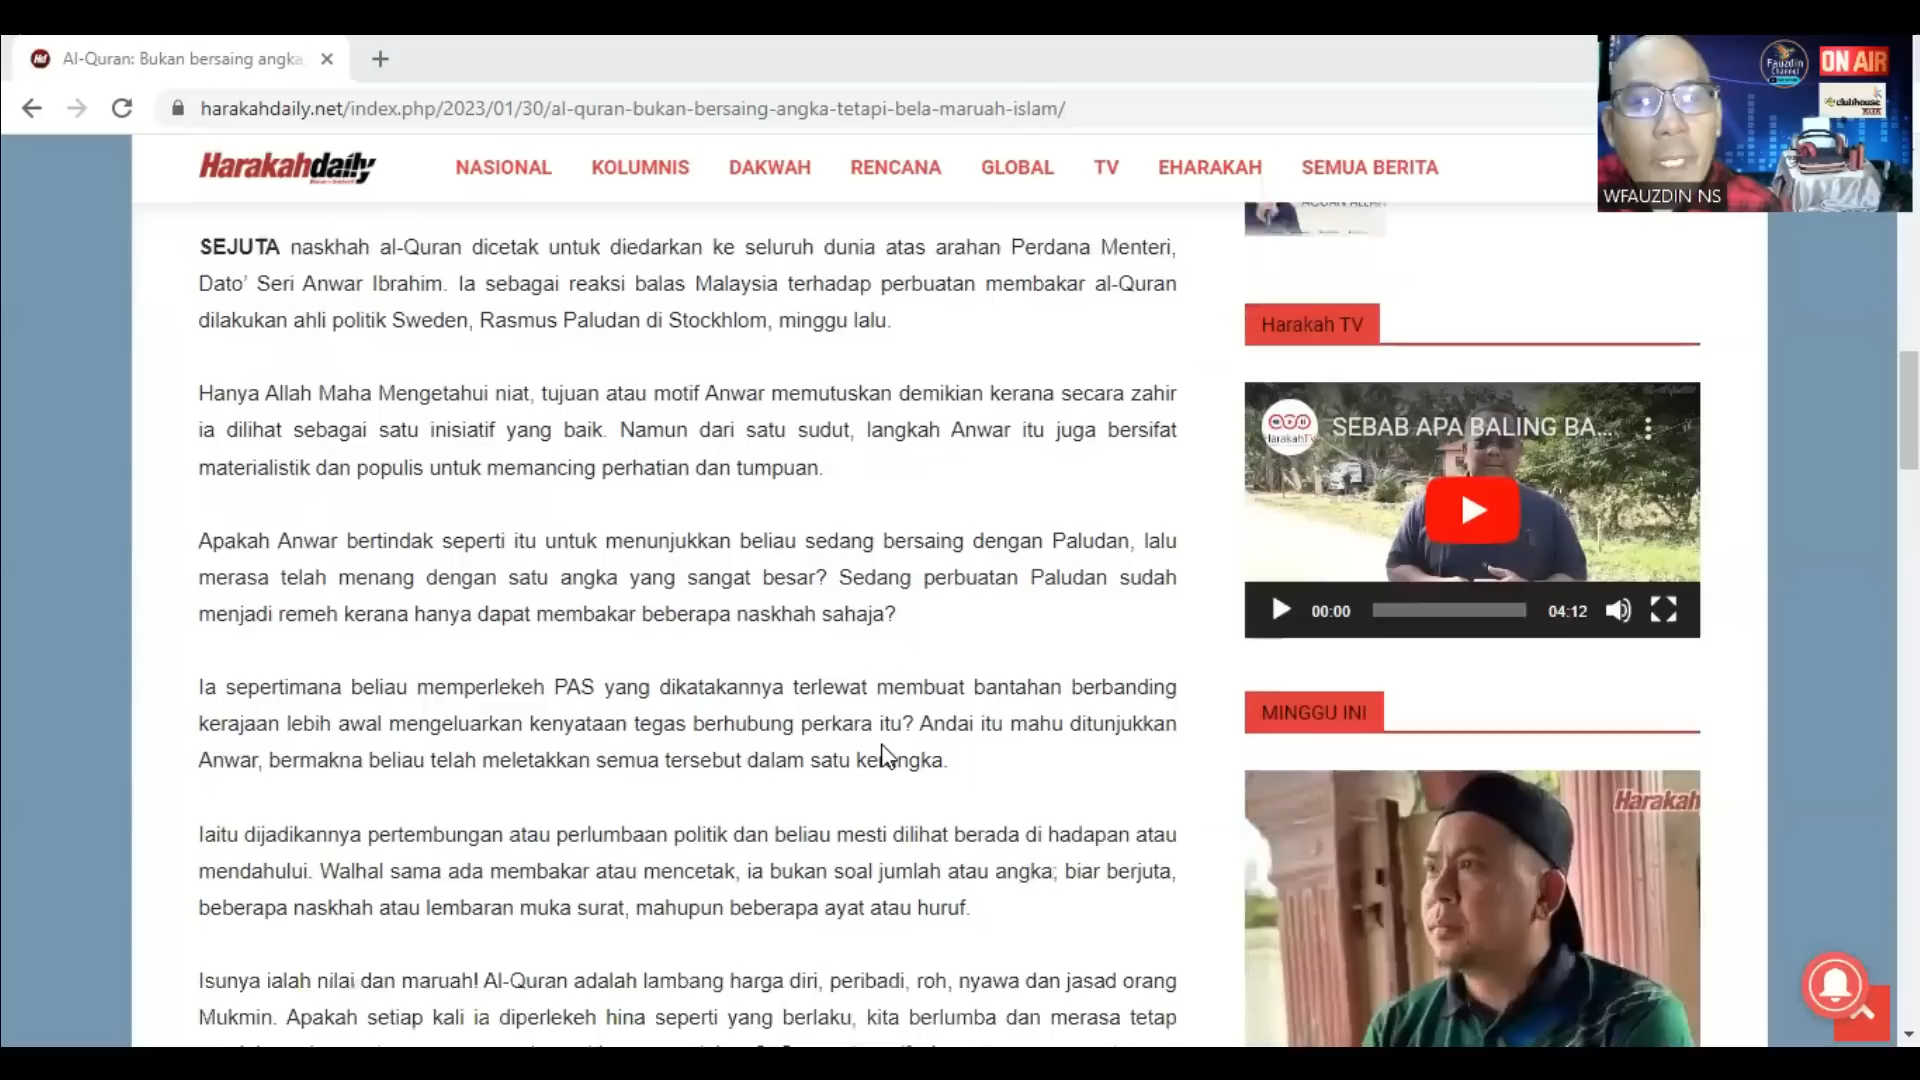 Al-Quran: Bukan bersaing angka
harakahdaily.net/index.php/2023/01/30/al-quran-bukan-bersaing-angka-tetapi-bela-maruah-islam/
Fauzdin
Channel
ON AIR
clubhouse
WFAUZDIN NS
Harakahdaily
NASIONAL
KOLUMNIS
DAKWAH
RENCANA
GLOBAL
TV
EHARAKAH
SEMUA BERITA
SEJUTA naskhah al-Quran dicetak untuk diedarkan ke seluruh dunia atas arahan Perdana Menteri,
Dato’ Seri Anwar Ibrahim. Ia sebagai reaksi balas Malaysia terhadap perbuatan membakar al-Quran
dilakukan ahli politik Sweden, Rasmus Paludan di Stockhlom, minggu lalu.
Hanya Allah Maha Mengetahui niat, tujuan atau motif Anwar memutuskan demikian kerana secara zahir
ia dilihat sebagai satu inisiatif yang baik. Namun dari satu sudut, langkah Anwar itu juga bersifat
materialistik dan populis untuk memancing perhatian dan tumpuan.
Apakah Anwar bertindak seperti itu untuk menunjukkan beliau sedang bersaing dengan Paludan, lalu
merasa telah menang dengan satu angka yang sangat besar? Sedang perbuatan Paludan sudah
menjadi remeh kerana hanya dapat membakar beberapa naskhah sahaja?
Ia sepertimana beliau memperlekeh PAS yang dikatakannya terlewat membuat bantahan berbanding
kerajaan lebih awal mengeluarkan kenyataan tegas berhubung perkara itu? Andai itu mahu ditunjukkan
Anwar, bermakna beliau telah meletakkan semua tersebut dalam satu kerangka.
Iaitu dijadikannya pertembungan atau perlumbaan politik dan beliau mesti dilihat berada di hadapan atau
mendahului. Walhal sama ada membakar atau mencetak, ia bukan soal jumlah atau angka; biar berjuta,
beberapa naskhah atau lembaran muka surat, mahupun beberapa ayat atau huruf.
Isunya ialah nilai dan maruah! Al-Quran adalah lambang harga diri, peribadi, roh, nyawa dan jasad orang
Mukmin. Apakah setiap kali ia diperlekeh hina seperti yang berlaku, kita berlumba dan merasa tetap
ACUAN ALLAH
Harakah TV
HarakahTV
SEBAB APA BALING BA...
00:00
04:12
MINGGU INI
Harakah